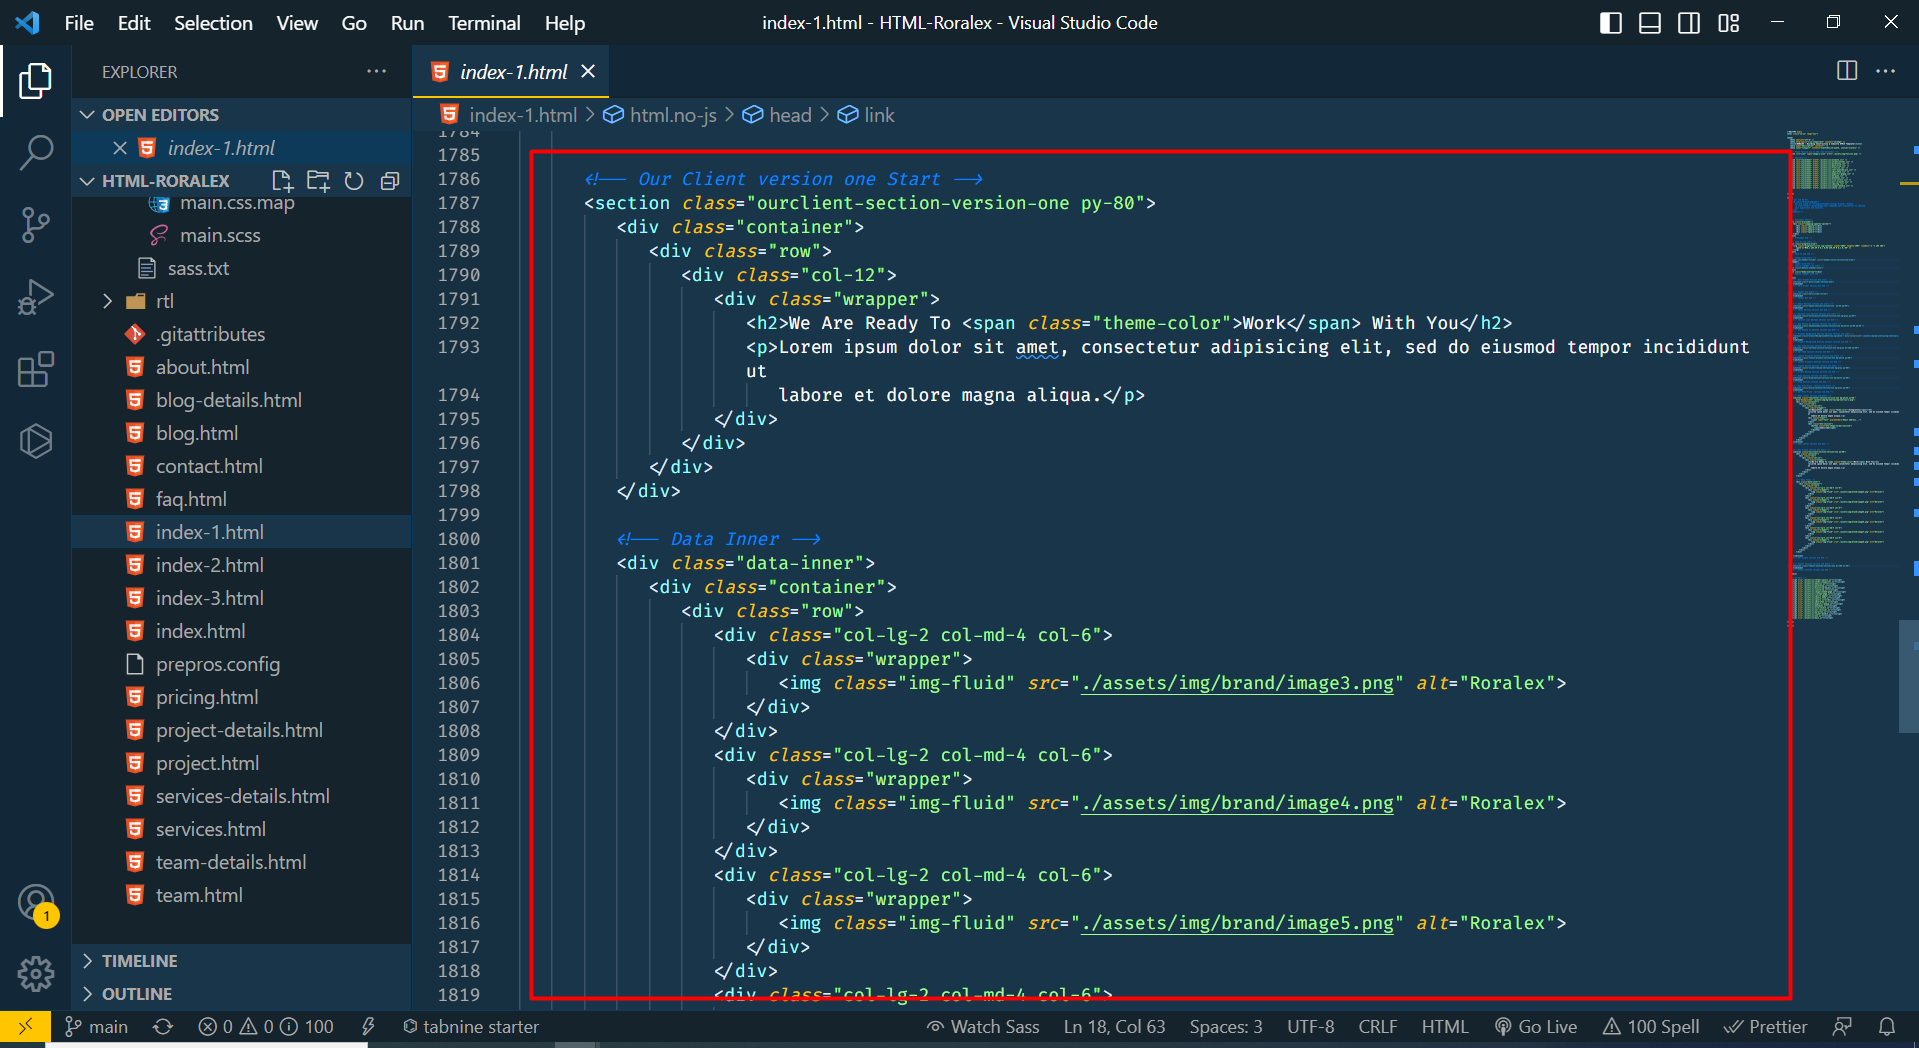 File Edit Selection View Go Run Terminal Help
index-1.html - HTML-Roralex - Visual Studio Code
EXPLORER
OPEN EDITORS
index-1.html
HTML-RORALEX
main.css.map
main.scss
sass.txt
rtl
.gitattributes
about.html
blog-details.html
blog.html
contact.html
faq.html
index-1.html
index-2.html
index-3.html
index.html
prepros.config
pricing.html
project-details.html
project.html
services-details.html
services.html
team-details.html
team.html
TIMELINE
OUTLINE
1
index-1.html
index-1.html > html.no-js > head > link
1784
1785
1786 <!-- Our Client version one Start -->
1787 <section class="ourclient-section-version-one py-80">
1788 <div class="container">
1789 <div class="row">
1790 <div class="col-12">
1791 <div class="wrapper">
1792 <h2>We Are Ready To <span class="theme-color">Work</span> With You</h2>
1793 <p>Lorem ipsum dolor sit amet, consectetur adipisicing elit, sed do eiusmod tempor incididunt
ut
1794 labore et dolore magna aliqua.</p>
1795 </div>
1796 </div>
1797 </div>
1798 </div>
1799
1800 <!-- Data Inner -->
1801 <div class="data-inner">
1802 <div class="container">
1803 <div class="row">
1804 <div class="col-lg-2 col-md-4 col-6">
1805 <div class="wrapper">
1806 <img class="img-fluid" src="./assets/img/brand/image3.png" alt="Roralex">
1807 </div>
1808 </div>
1809 <div class="col-lg-2 col-md-4 col-6">
1810 <div class="wrapper">
1811 <img class="img-fluid" src="./assets/img/brand/image4.png" alt="Roralex">
1812 </div>
1813 </div>
1814 <div class="col-lg-2 col-md-4 col-6">
1815 <div class="wrapper">
1816 <img class="img-fluid" src="./assets/img/brand/image5.png" alt="Roralex">
1817 </div>
1818 </div>
1819 <div class="col-lg-2 col-md-4 col-6">
main 0 0 100 tabnine starter Watch Sass Ln 18, Col 63 Spaces: 3 UTF-8 CRLF HTML Go Live 100 Spell Prettier